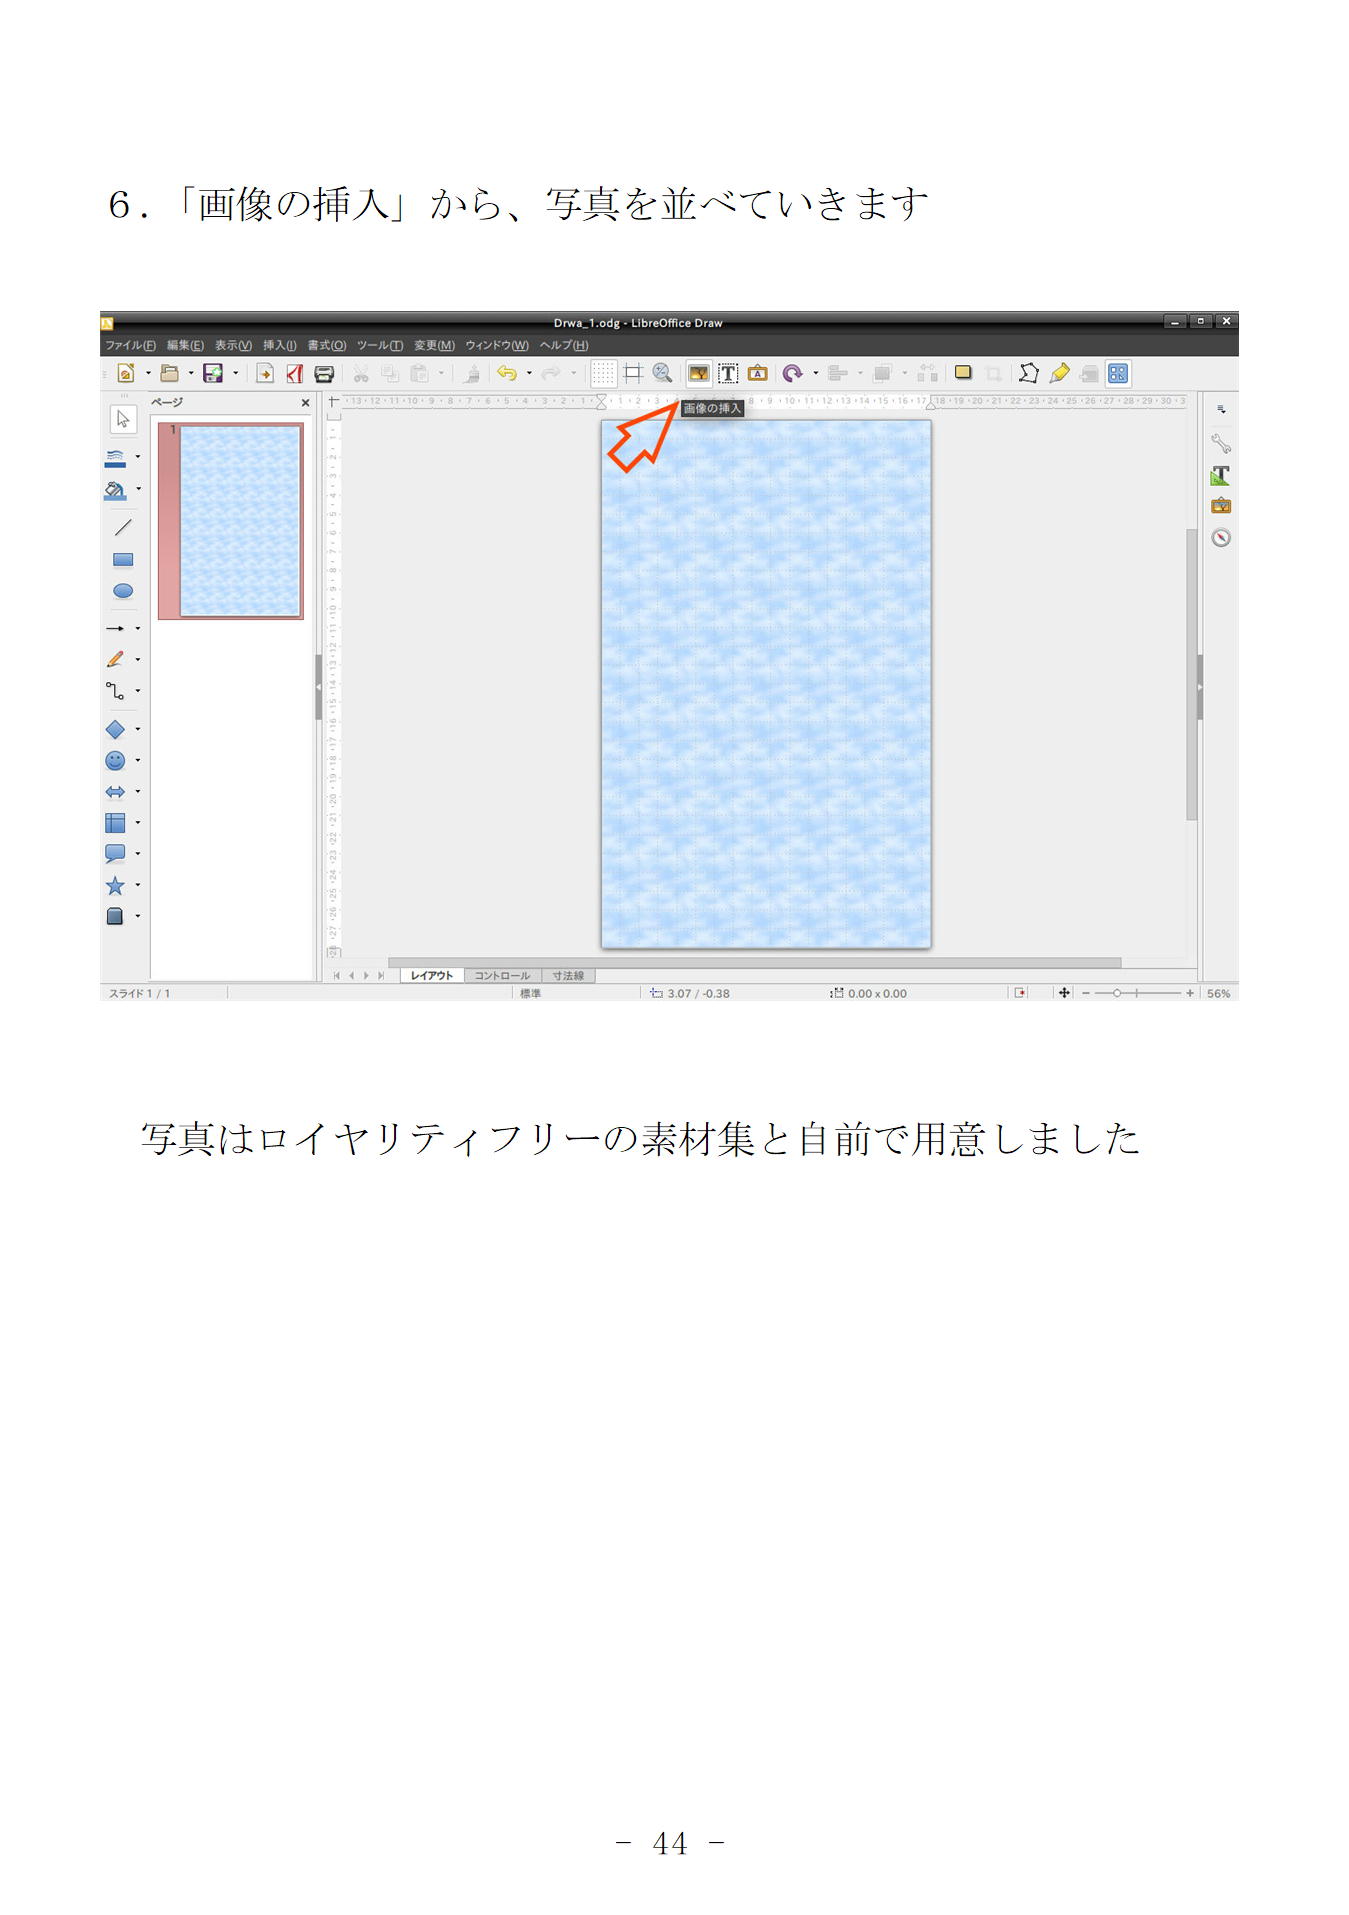 ６．「画像の挿入」から、写真を並べていきます
Drwa_1.odg - LibreOffice Draw
ファイル(F) 編集(E) 表示(V) 挿入(I) 書式(O) ツール(T) 変更(M) ウィンドウ(W) ヘルプ(H)
ページ
画像の挿入
1
レイアウト コントロール 寸法線
スライド 1 / 1 標準 3.07 / -0.38 0.00 x 0.00 56%
写真はロイヤリティフリーの素材集と自前で用意しました
- 44 -